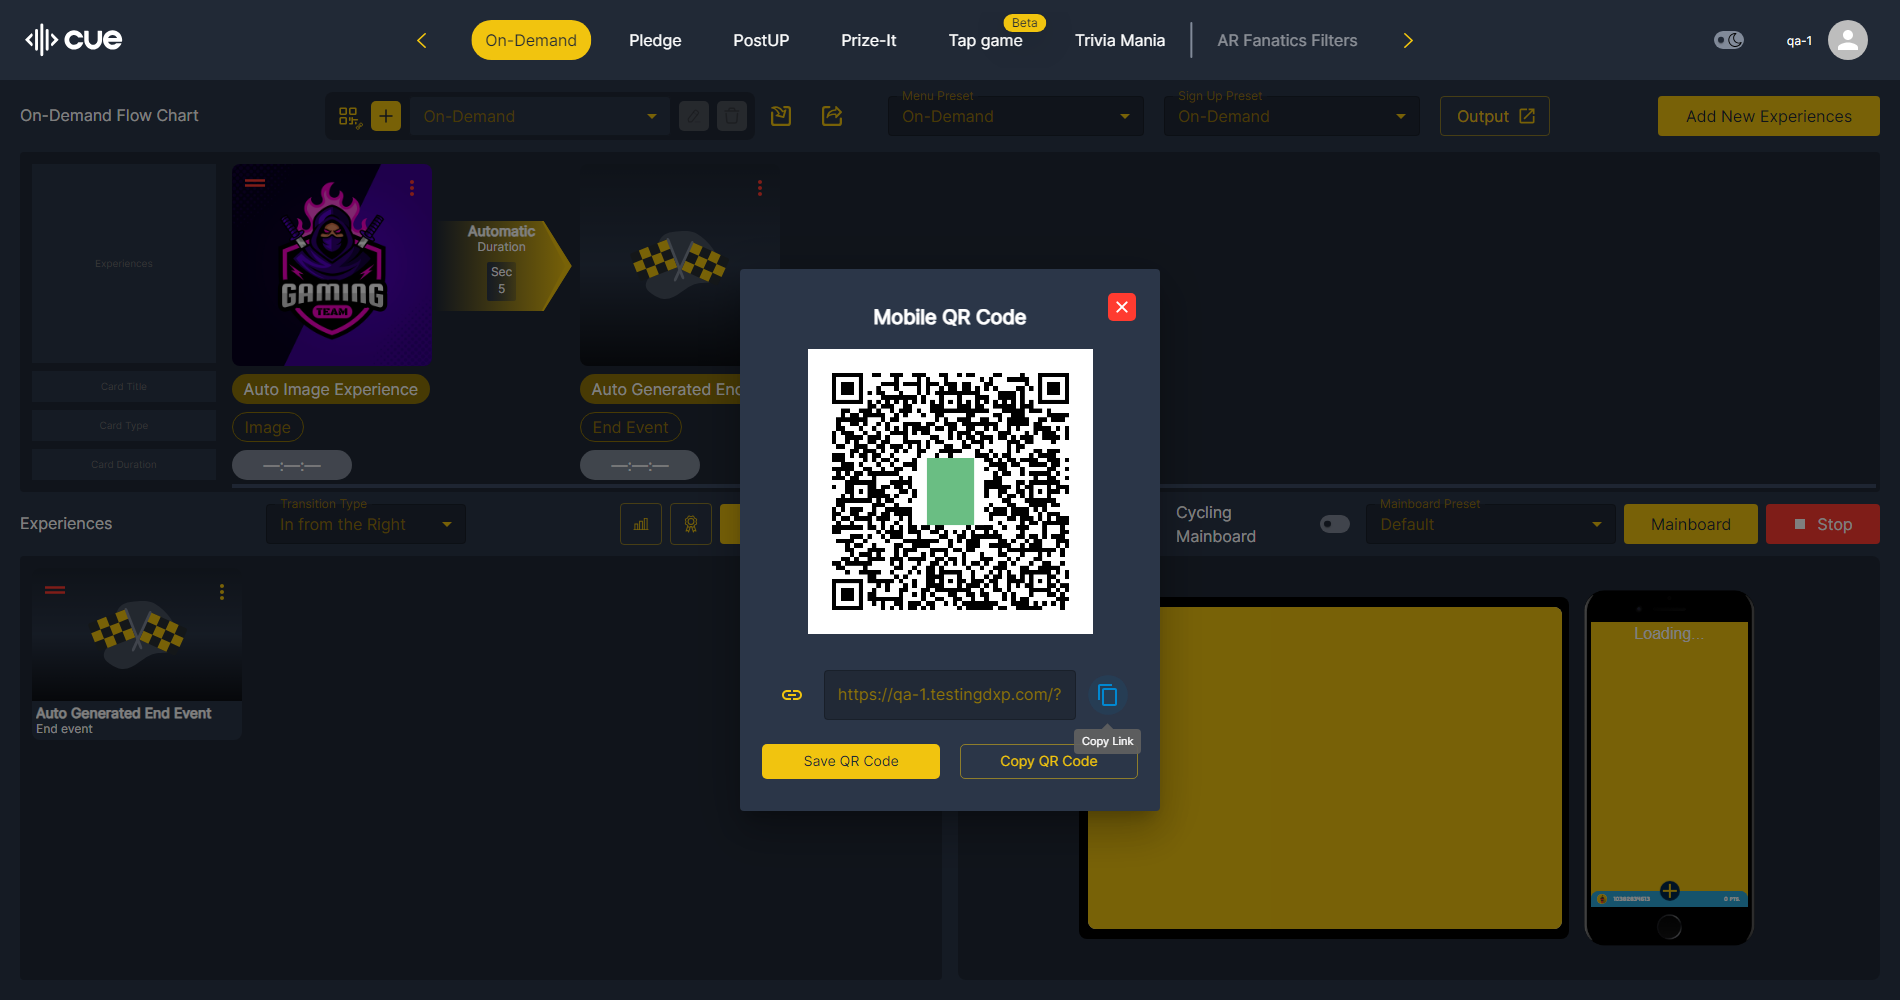 cue
On-Demand
Pledge
PostUP
Prize-It
Beta
Tap game
Trivia Mania
AR Fanatics Filters
qa-1
On-Demand Flow Chart
On-Demand
Menu Preset
On-Demand
Sign Up Preset
On-Demand
Output
Add New Experiences
Experiences
GAMING
TEAM
Automatic
Duration
Sec
5
Card Title
Auto Image Experience
Auto Generated End
Card Type
Image
End Event
Card Duration
—:—:—
—:—:—
Mobile QR Code
https://qa-1.testingdxp.com/?
Copy Link
Save QR Code
Copy QR Code
Experiences
Transition Type
In from the Right
Cycling
Mainboard
Mainboard Preset
Default
Mainboard
Stop
Auto Generated End Event
End event
Loading...
0 PTS.